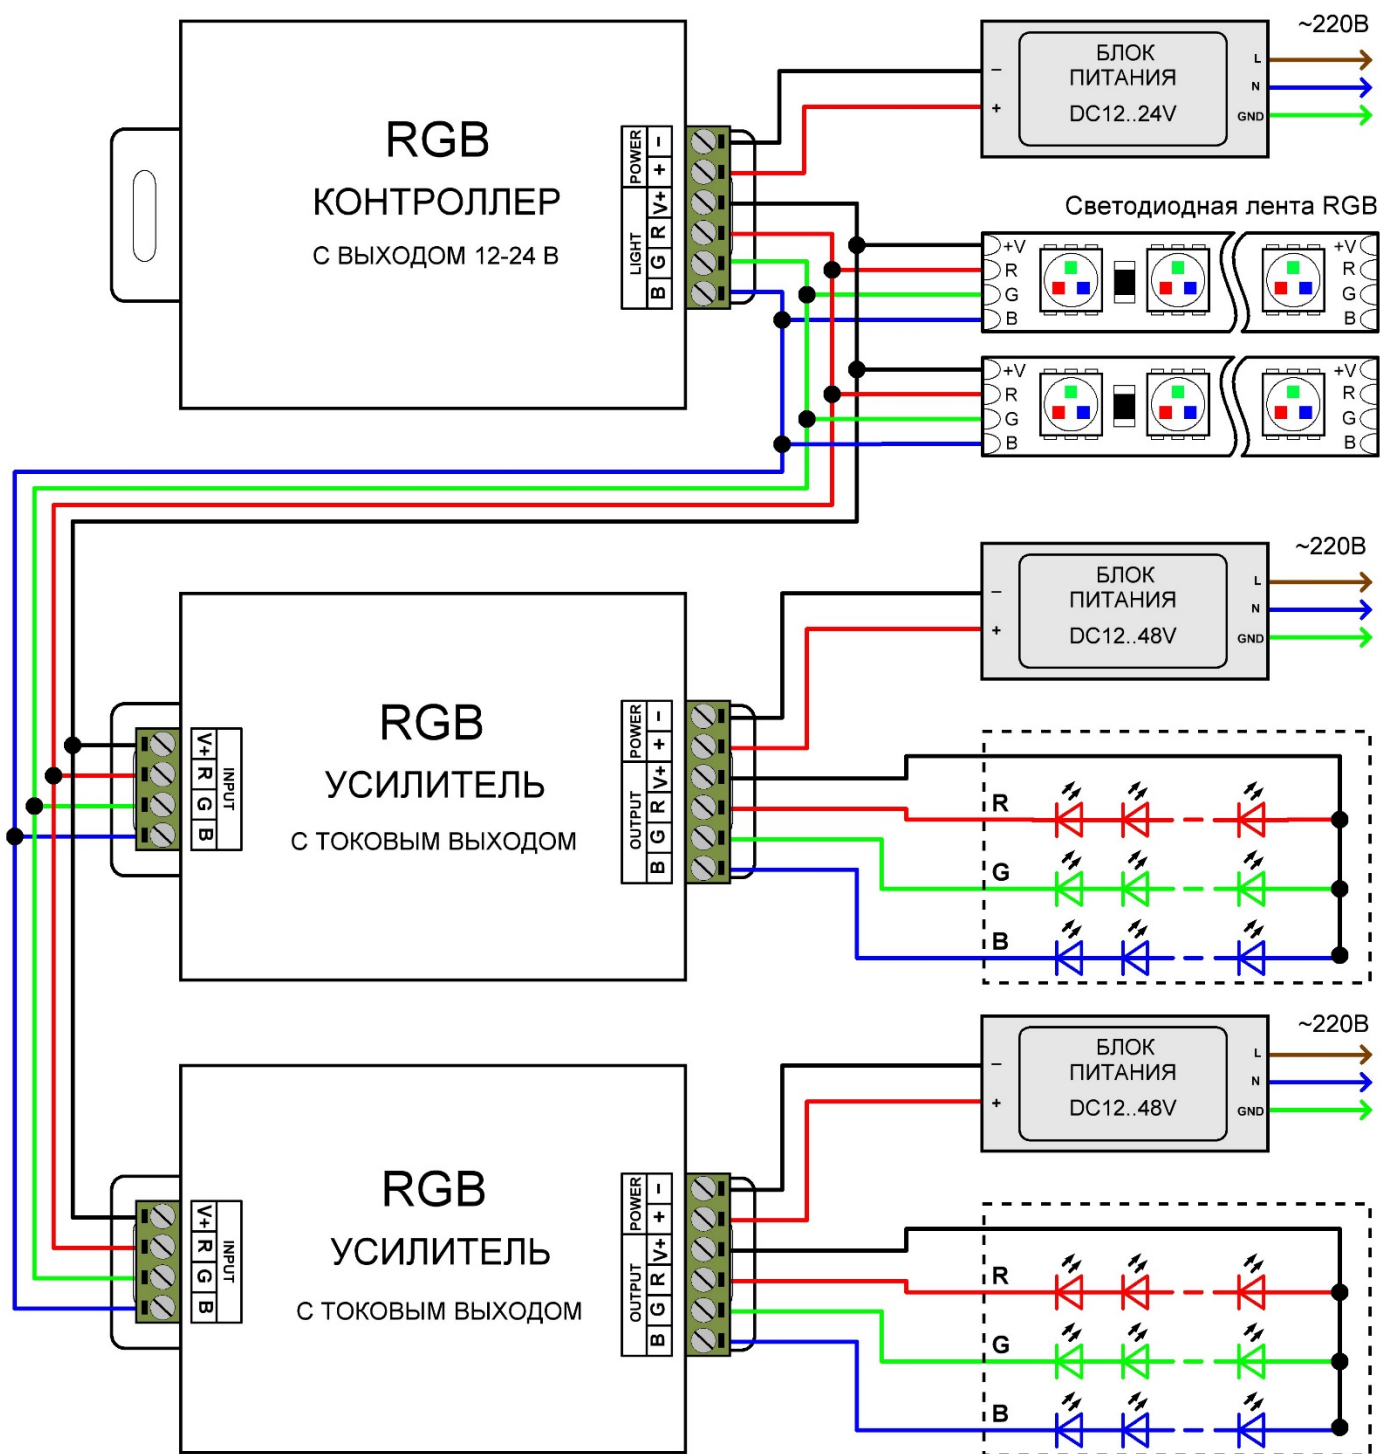 RGB
КОНТРОЛЛЕР
С ВЫХОДОМ 12-24 В
POWER
LIGHT
–
+
V+
R
G
B
–
+
БЛОК
ПИТАНИЯ
DC12..24V
L
N
GND
~220В
Светодиодная лента RGB
+V
R
G
B
+V
R
G
B
+V
R
G
B
+V
R
G
B
RGB
УСИЛИТЕЛЬ
С ТОКОВЫМ ВЫХОДОМ
V+
R
G
B
INPUT
POWER
OUTPUT
–
+
V+
R
G
B
–
+
БЛОК
ПИТАНИЯ
DC12..48V
L
N
GND
~220В
R
G
B
RGB
УСИЛИТЕЛЬ
С ТОКОВЫМ ВЫХОДОМ
V+
R
G
B
INPUT
POWER
OUTPUT
–
+
V+
R
G
B
–
+
БЛОК
ПИТАНИЯ
DC12..48V
L
N
GND
~220В
R
G
B